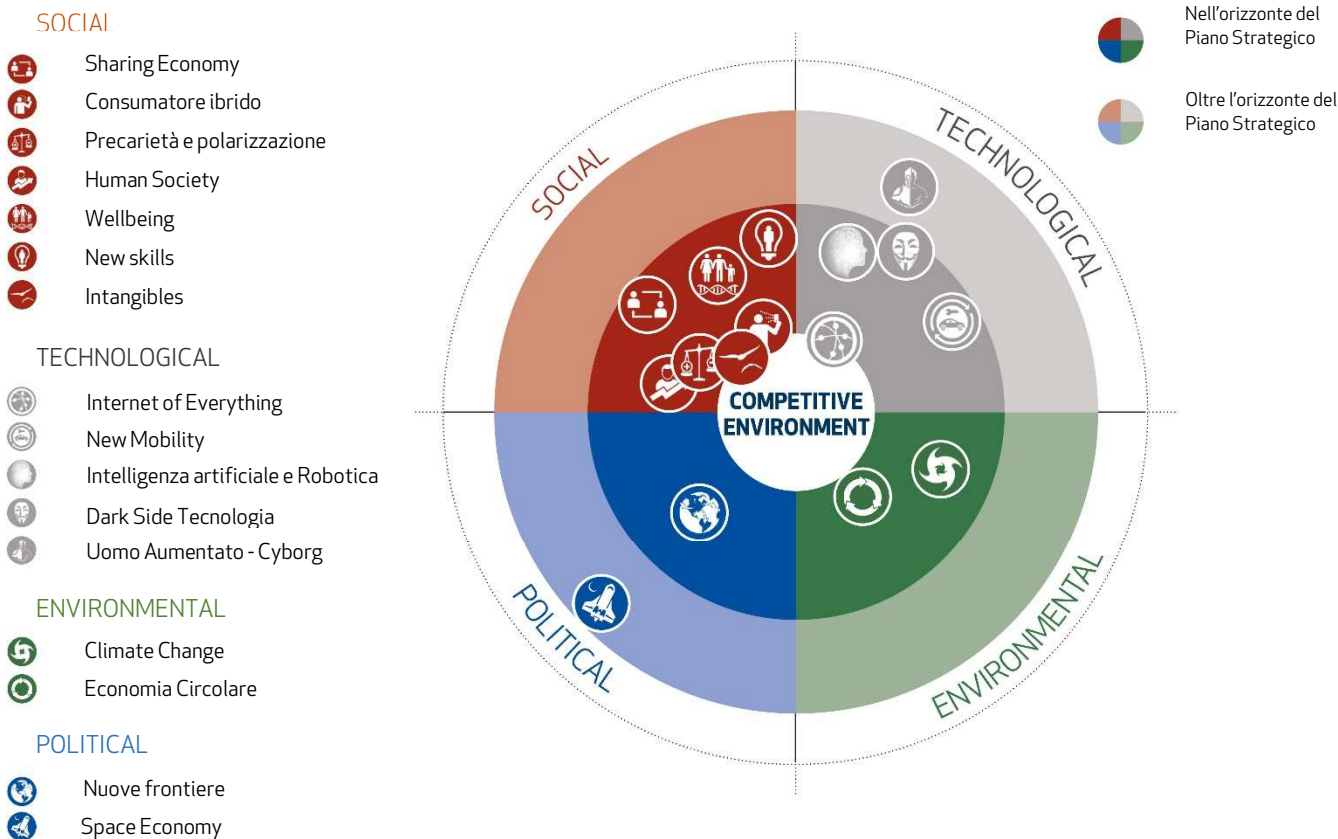 SOCIAL
Sharing Economy
Consumatore ibrido
Precarietà e polarizzazione
Human Society
Wellbeing
New skills
Intangibles
TECHNOLOGICAL
Internet of Everything
New Mobility
Intelligenza artificiale e Robotica
Dark Side Tecnologia
Uomo Aumentato - Cyborg
ENVIRONMENTAL
Climate Change
Economia Circolare
POLITICAL
Nuove frontiere
Space Economy
SOCIAL
TECHNOLOGICAL
COMPETITIVE
ENVIRONMENT
POLITICAL
ENVIRONMENTAL
Nell'orizzonte del
Piano Strategico
Oltre l'orizzonte del
Piano Strategico